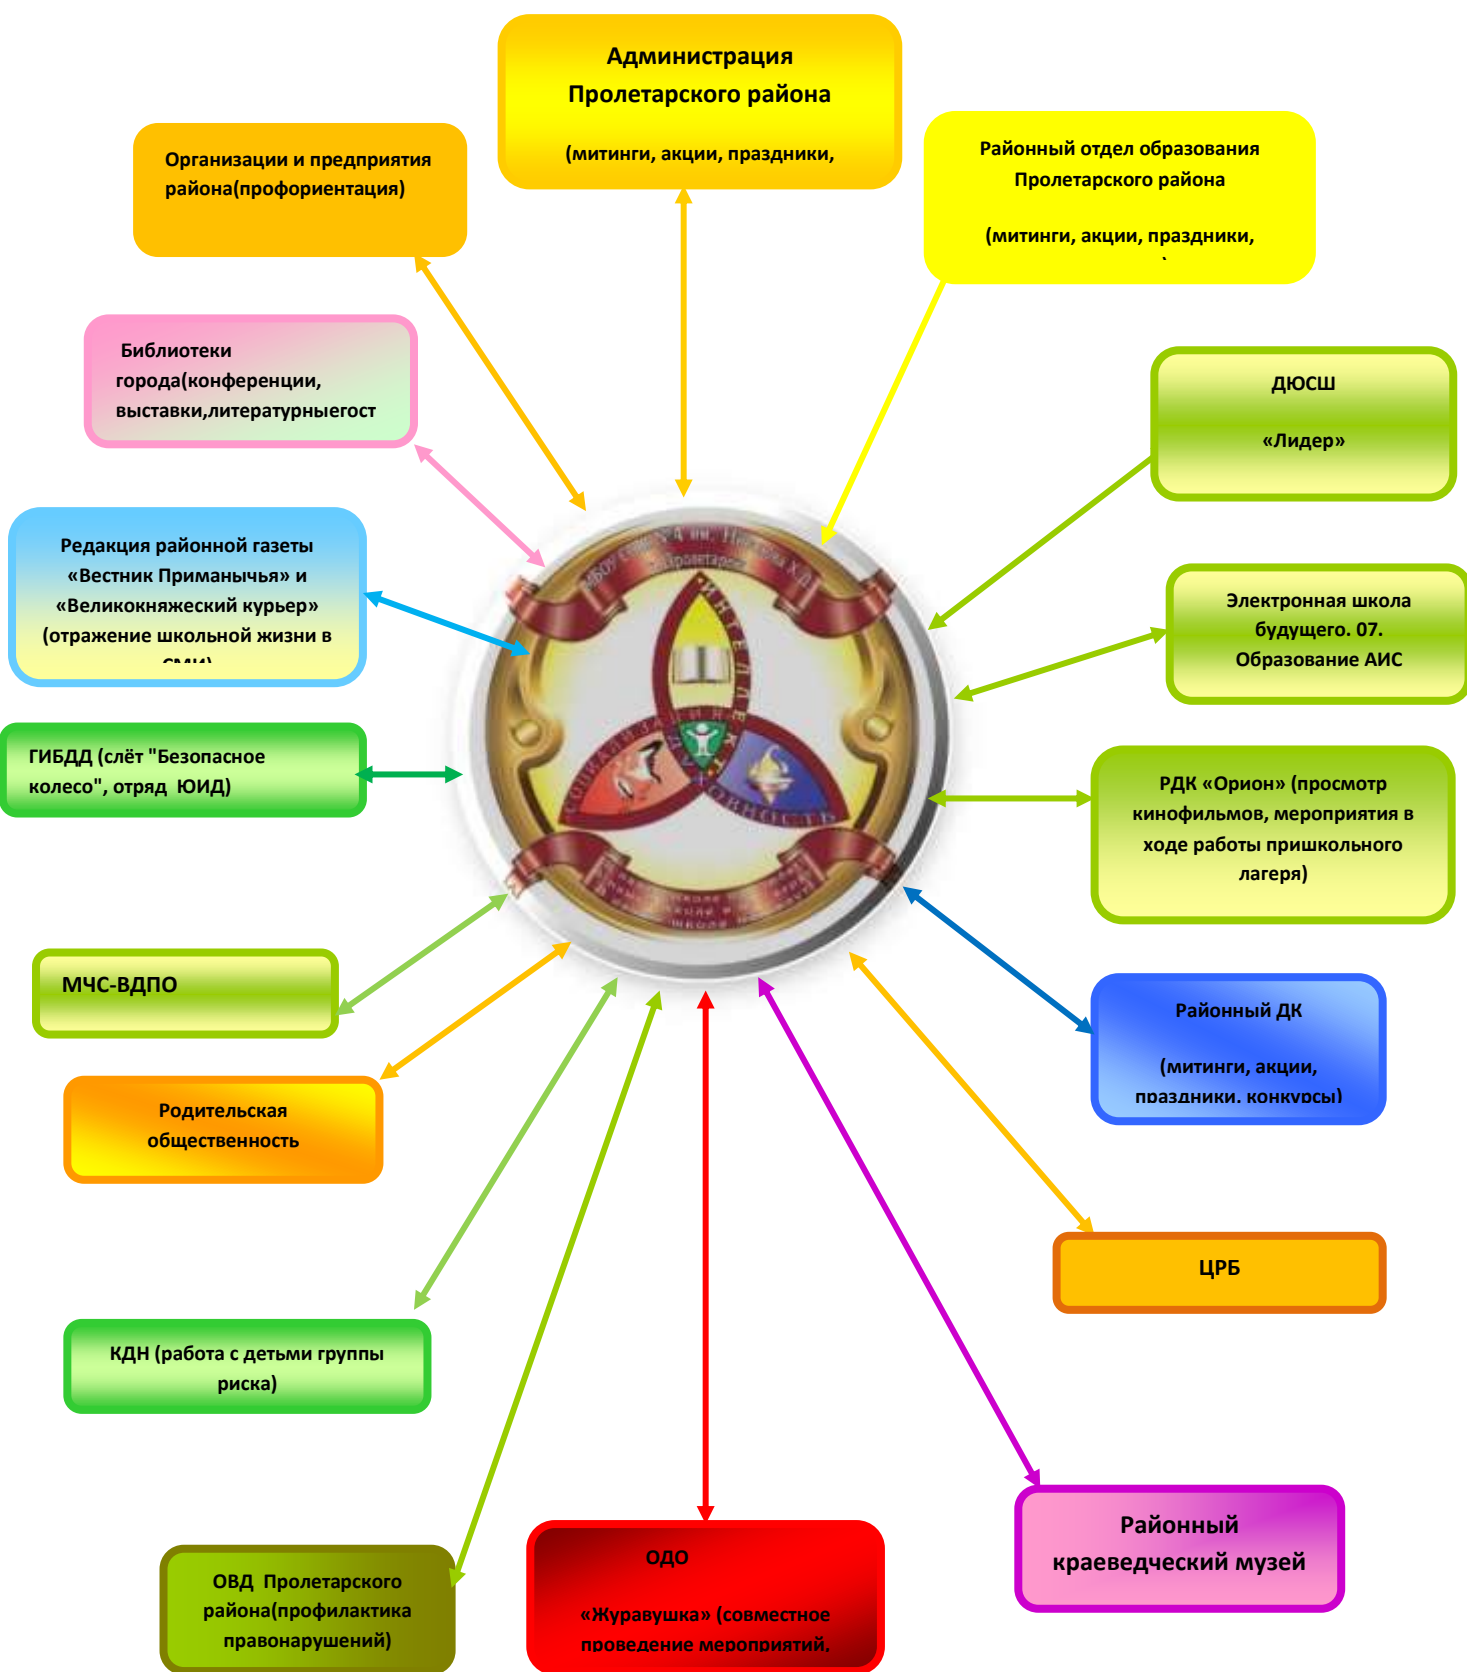 Администрация
Пролетарского района
(митинги, акции, праздники,
Организации и предприятия
района(профориентация)
Районный отдел образования
Пролетарского района
(митинги, акции, праздники,
Библиотеки
города(конференции,
выставки,литературныегост
ДЮСШ
«Лидер»
Редакция районной газеты
«Вестник Приманычья» и
«Великокняжеский курьер»
(отражение школьной жизни в
СМИ)
Электронная школа
будущего. 07.
Образование АИС
ИНТЕЛЛЕКТ
СОЦИАЛИЗАЦИЯ
ГИБДД (слёт "Безопасное
колесо", отряд  ЮИД)
РДК «Орион» (просмотр
кинофильмов, мероприятия в
ходе работы пришкольного
лагеря)
МЧС-ВДПО
Районный ДК
(митинги, акции,
праздники, конкурсы)
Родительская
общественность
ЦРБ
КДН (работа с детьми группы
риска)
Районный
краеведческий музей
ОДО
«Журавушка» (совместное
проведение мероприятий,
ОВД  Пролетарского
района(профилактика
правонарушений)